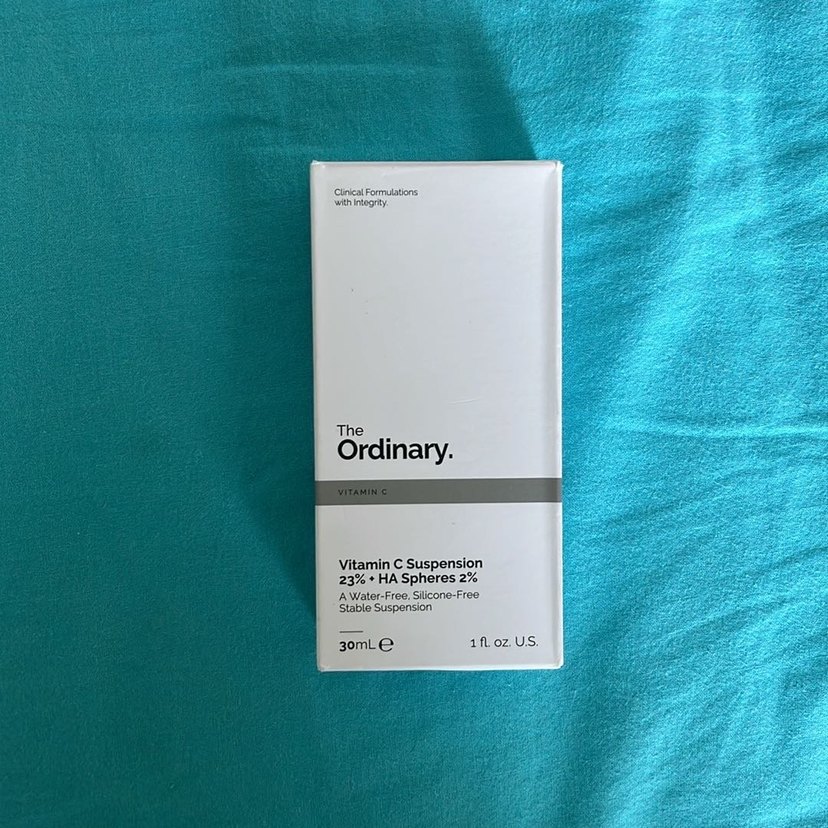 Clinical Formulations
with Integrity.
The
Ordinary.
VITAMIN C
Vitamin C Suspension
23% + HA Spheres 2%
A Water-Free, Silicone-Free
Stable Suspension
30mL ℮ 1 fl. oz. U.S.